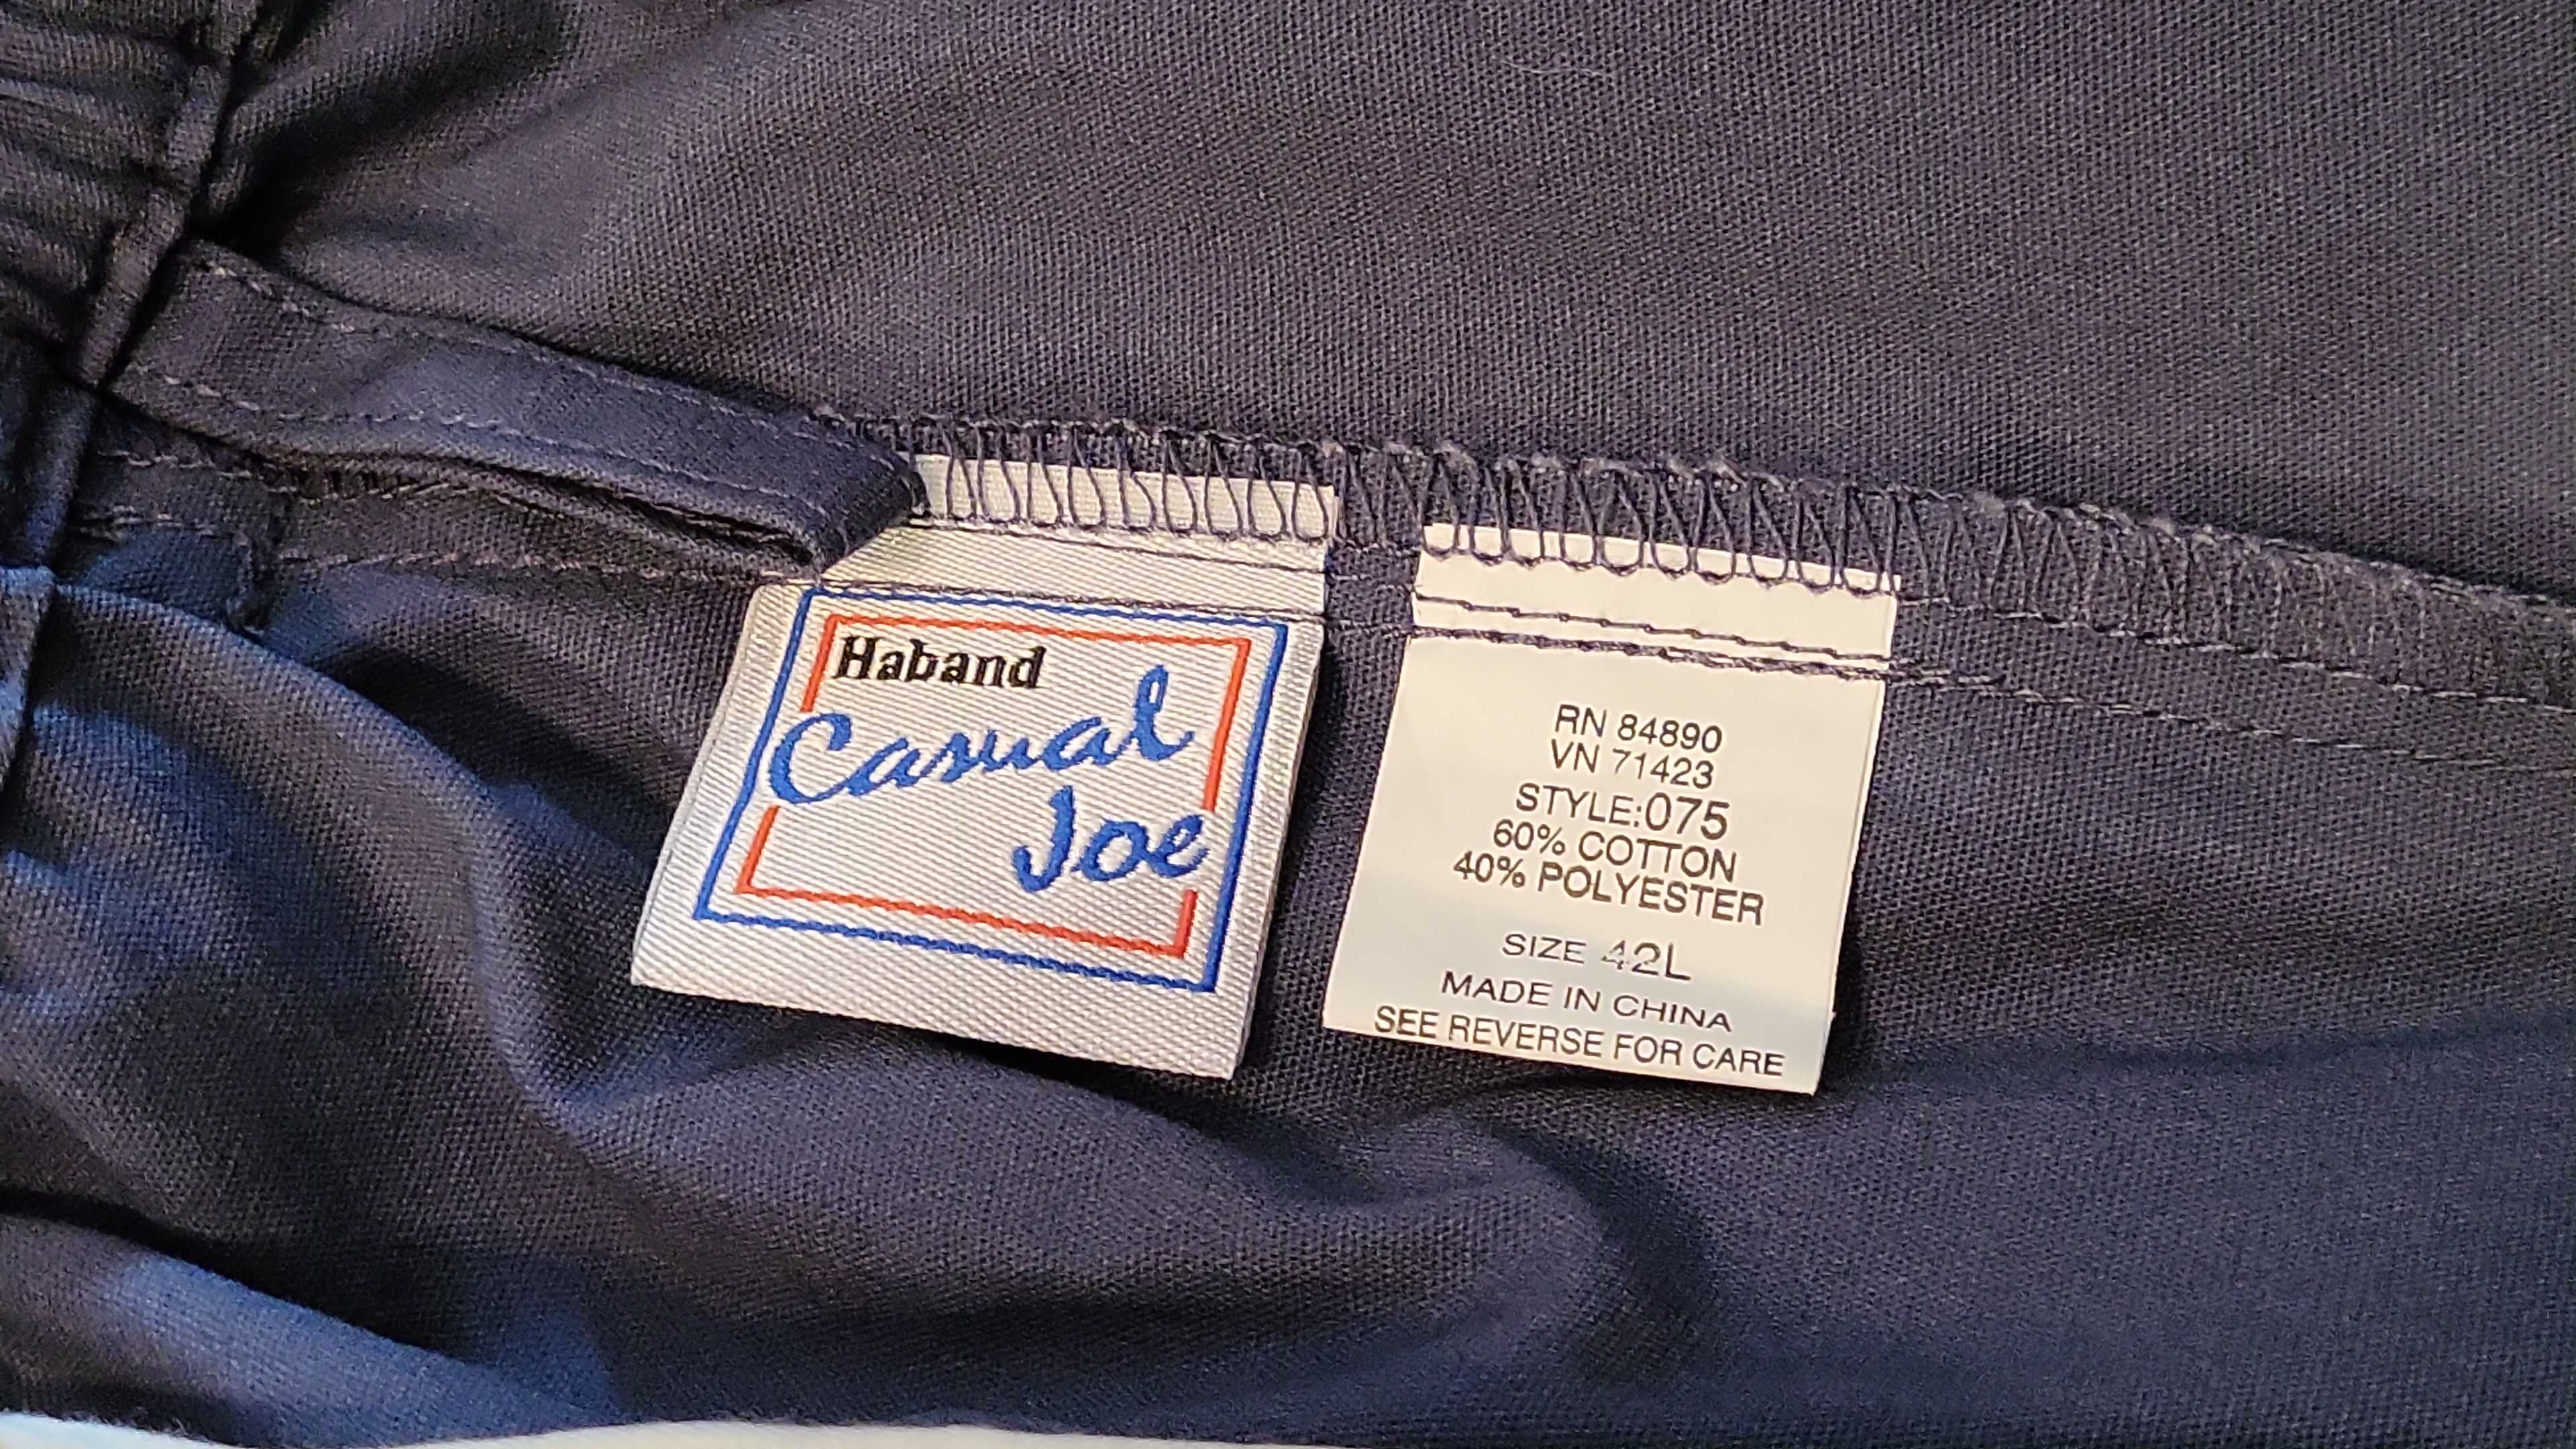 Haband
Casual
Joe
RN 84890
VN 71423
STYLE:075
60% COTTON
40% POLYESTER
SIZE 42L
MADE IN CHINA
SEE REVERSE FOR CARE